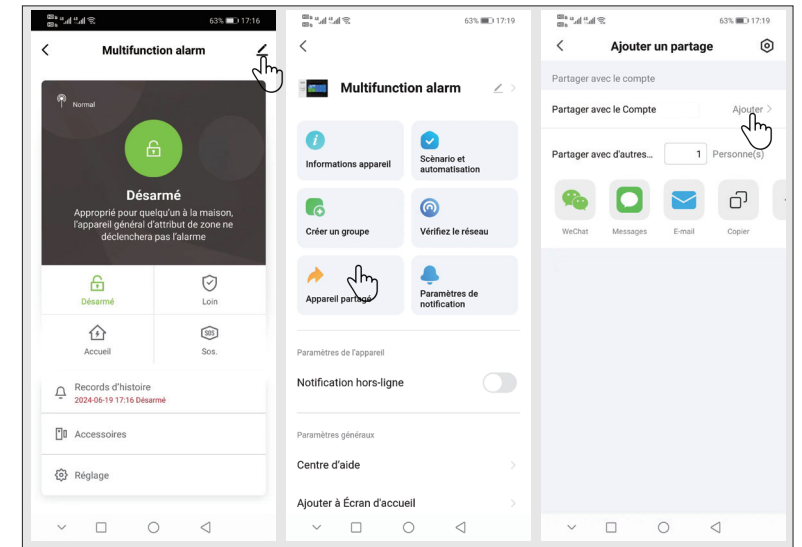 63% 17:16
Multifunction alarm
Normal
Désarmé
Approprié pour quelqu'un à la maison,
l'appareil général d'attribut de zone ne
déclenchera pas l'alarme
Désarmé
Loin
Accueil
SOS
Sos.
Records d'histoire
2024-06-19 17:16 Désarmé
Accessoires
Réglage
63% 17:19
Multifunction alarm
Informations appareil
Scènario et
automatisation
Créer un groupe
Vérifiez le réseau
Appareil partagé
Paramètres de
notification
Paramètres de l'appareil
Notification hors-ligne
Paramètres généraux
Centre d'aide
Ajouter à Écran d'accueil
63% 17:19
Ajouter un partage
Partager avec le compte
Partager avec le Compte
Ajouter
Partager avec d'autres...
1 Personne(s)
WeChat
Messages
E-mail
Copier